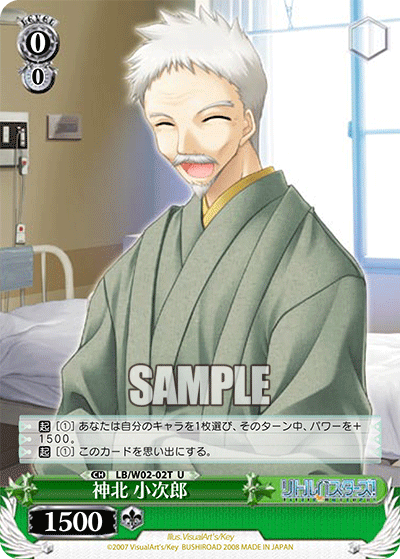 LEVEL
0
0
SAMPLE
起 [①] あなたは自分のキャラを1枚選び、そのターン中、パワーを+
1500。
起 [①] このカードを思い出にする。
CH LB/W02-02T U
神北 小次郎
リトルバスターズ!
1500
Illus.VisualArt's/Key
©2007 VisualArt's/Key BUSHIROAD 2008 MADE IN JAPAN